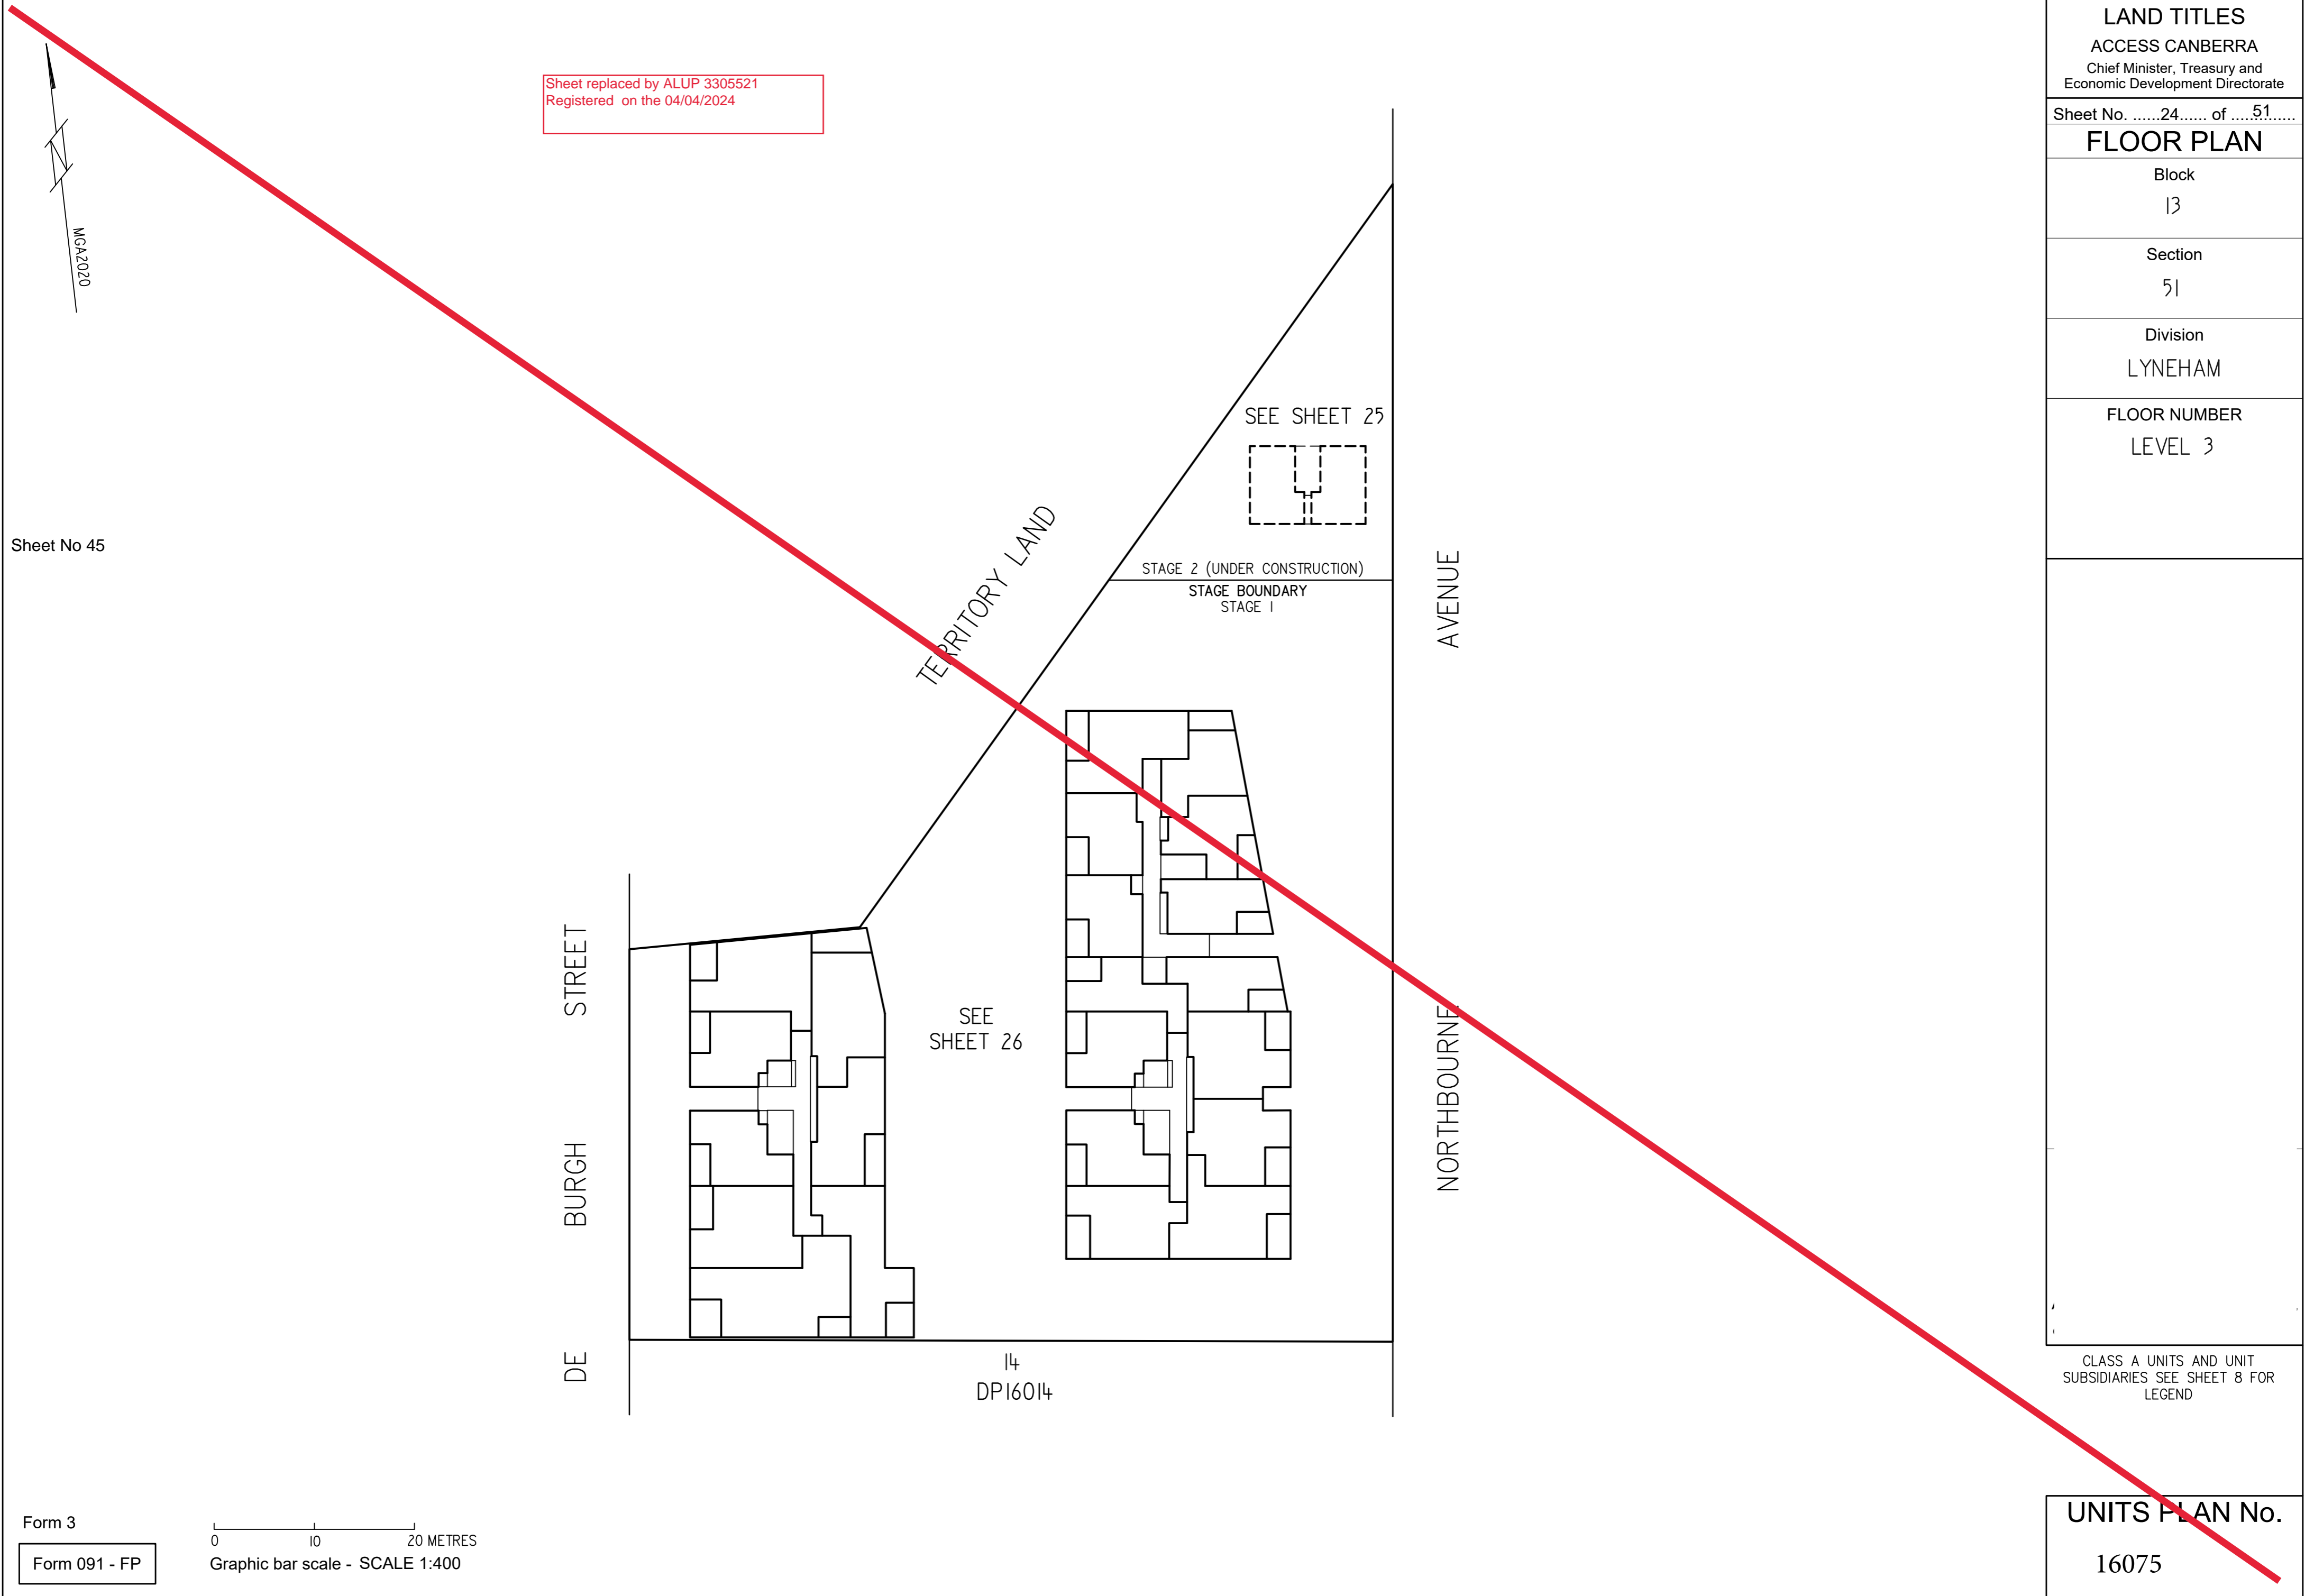 LAND TITLES
ACCESS CANBERRA
Chief Minister, Treasury and
Economic Development Directorate
Sheet No. ......24...... of ....51..........
FLOOR PLAN
Block
13
Section
51
Division
LYNEHAM
FLOOR NUMBER
LEVEL 3
Sheet replaced by ALUP 3305521
Registered on the 04/04/2024
MGA2020
Sheet No 45
SEE SHEET 25
STAGE 2 (UNDER CONSTRUCTION)
STAGE BOUNDARY
STAGE 1
TERRITORY LAND
NORTHBOURNE AVENUE
DE BURGH STREET
SEE
SHEET 26
14
DP16014
CLASS A UNITS AND UNIT
SUBSIDIARIES SEE SHEET 8 FOR
LEGEND
Form 3
Form 091 - FP
0 10 20 METRES
Graphic bar scale - SCALE 1:400
UNITS PLAN No.
16075